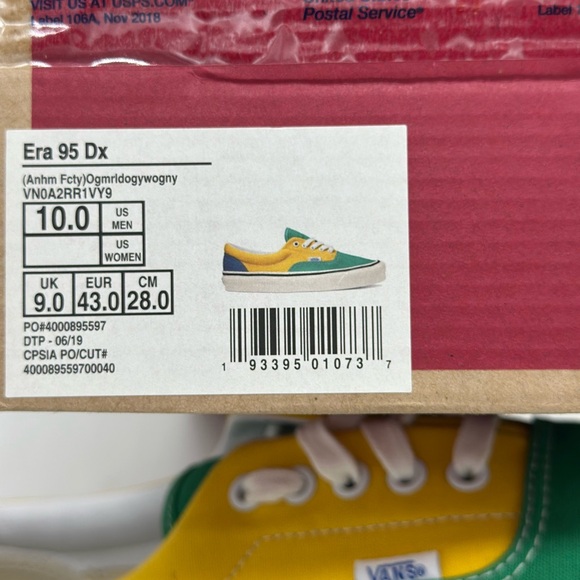 VISIT US AT USPS.COM®
Label 106A, Nov 2018
Postal Service®
Label
Era 95 Dx
(Anhm Fcty)Ogmrldogywogny
VN0A2RR1VY9
10.0 US MEN
US WOMEN
UK 9.0 EUR 43.0 CM 28.0
PO#4000895597
DTP - 06/19
CPSIA PO/CUT#
400089559700040
1 93395 01073 7
VANS®